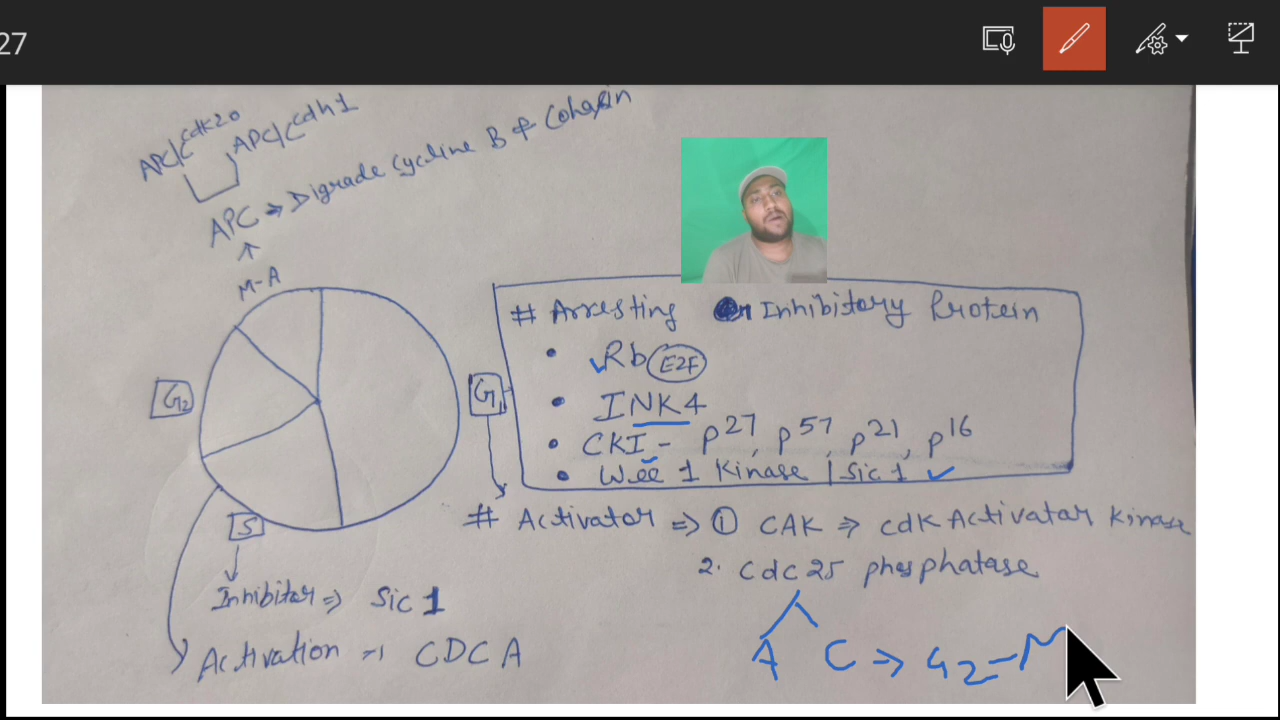 27
APC/C cdk20
APC/C cdh1
APC → Digrade Cycline B & Cohesin
M-A
# Arresting or Inhibitory Protein
• ✓Rb E2F
• INK4
• CKI - p27, p57, p21, p16
• Wee 1 Kinase | Sic 1 ✓
G2
G1
S
# Activator ⇒ ① CAK ⇒ cdk Activatar Kinase
2. Cdc25 phosphatase
A C ⇒ G2-M
Inhibitor ⇒ Sic 1
Activation ⇒ CDC A